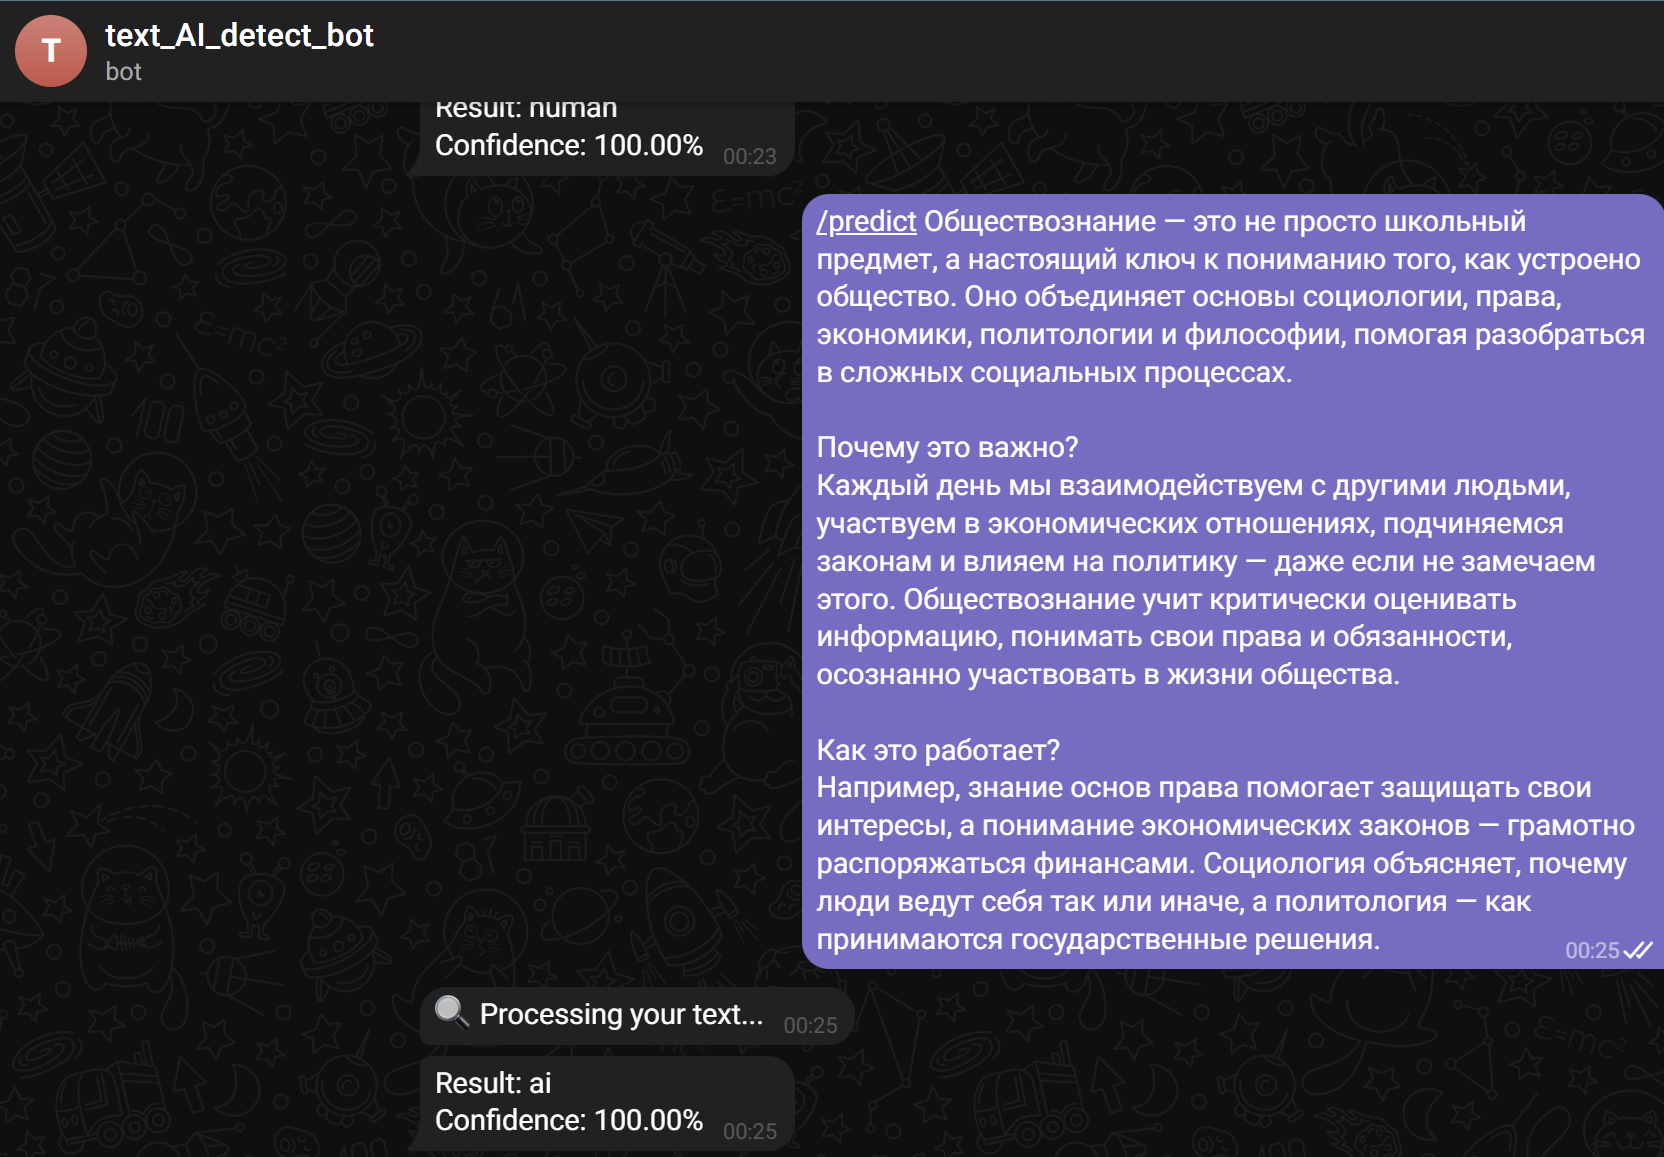 T
text_AI_detect_bot
bot
Result: human
Confidence: 100.00% 00:23
/predict Обществознание — это не просто школьный
предмет, а настоящий ключ к пониманию того, как устроено
общество. Оно объединяет основы социологии, права,
экономики, политологии и философии, помогая разобраться
в сложных социальных процессах.
Почему это важно?
Каждый день мы взаимодействуем с другими людьми,
участвуем в экономических отношениях, подчиняемся
законам и влияем на политику — даже если не замечаем
этого. Обществознание учит критически оценивать
информацию, понимать свои права и обязанности,
осознанно участвовать в жизни общества.
Как это работает?
Например, знание основ права помогает защищать свои
интересы, а понимание экономических законов — грамотно
распоряжаться финансами. Социология объясняет, почему
люди ведут себя так или иначе, а политология — как
принимаются государственные решения.
00:25
Processing your text... 00:25
Result: ai
Confidence: 100.00% 00:25
ε=mc²
ε=mc²
ε=mc²